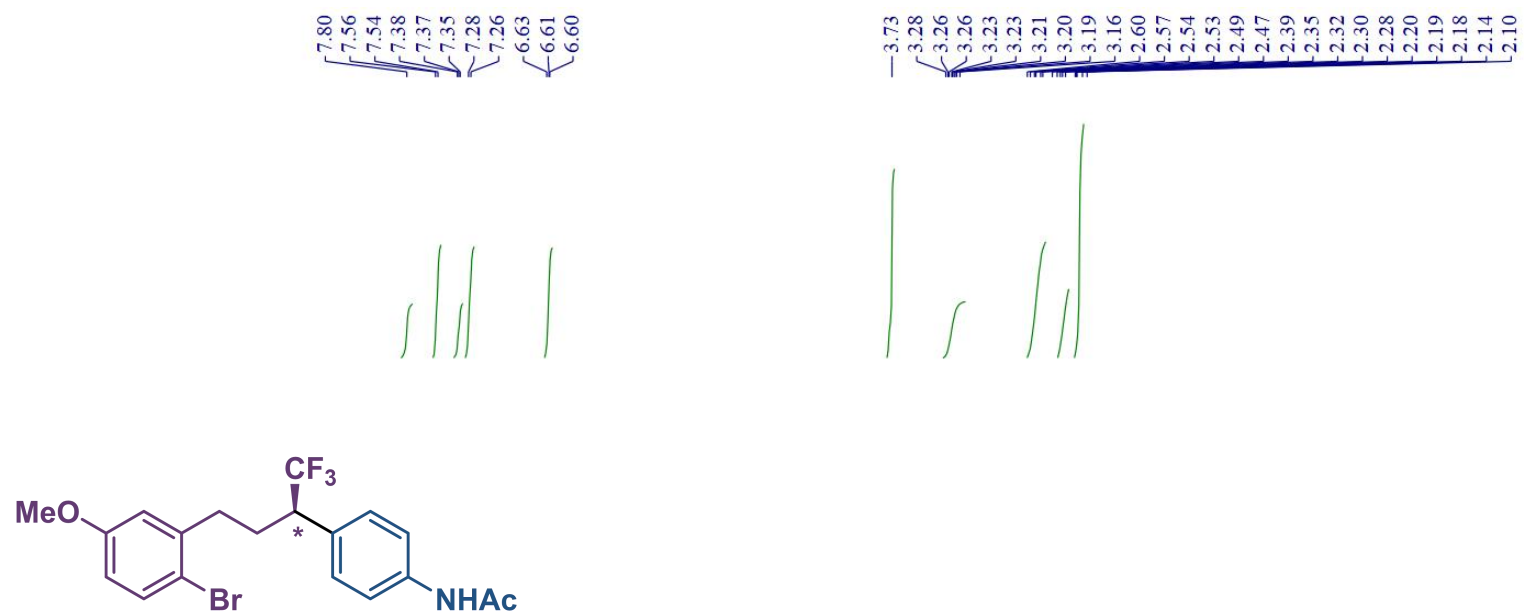 7.80 7.56 7.54 7.38 7.37 7.35 7.28 7.26 6.63 6.61 6.60 3.73 3.28 3.26 3.26 3.23 3.23 3.21 3.20 3.19 3.16 2.60 2.57 2.54 2.53 2.49 2.47 2.39 2.35 2.32 2.30 2.28 2.20 2.19 2.18 2.14 2.10
CF3
MeO
*
Br
NHAc